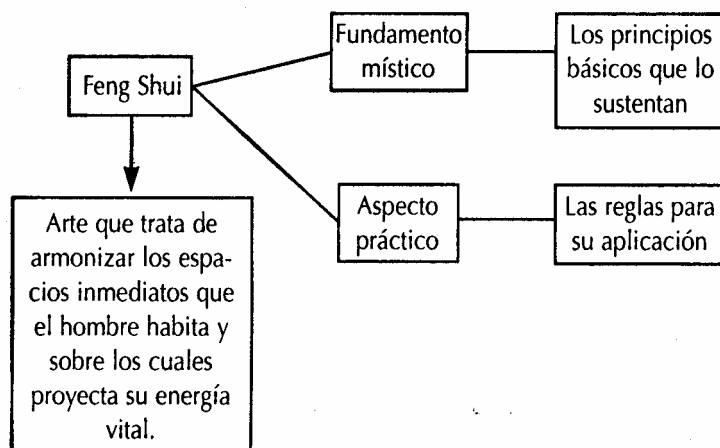 Feng Shui
Fundamento
místico
Los principios
básicos que lo
sustentan
Aspecto
práctico
Las reglas para
su aplicación
Arte que trata de
armonizar los espa-
cios inmediatos que
el hombre habita y
sobre los cuales
proyecta su energía
vital.